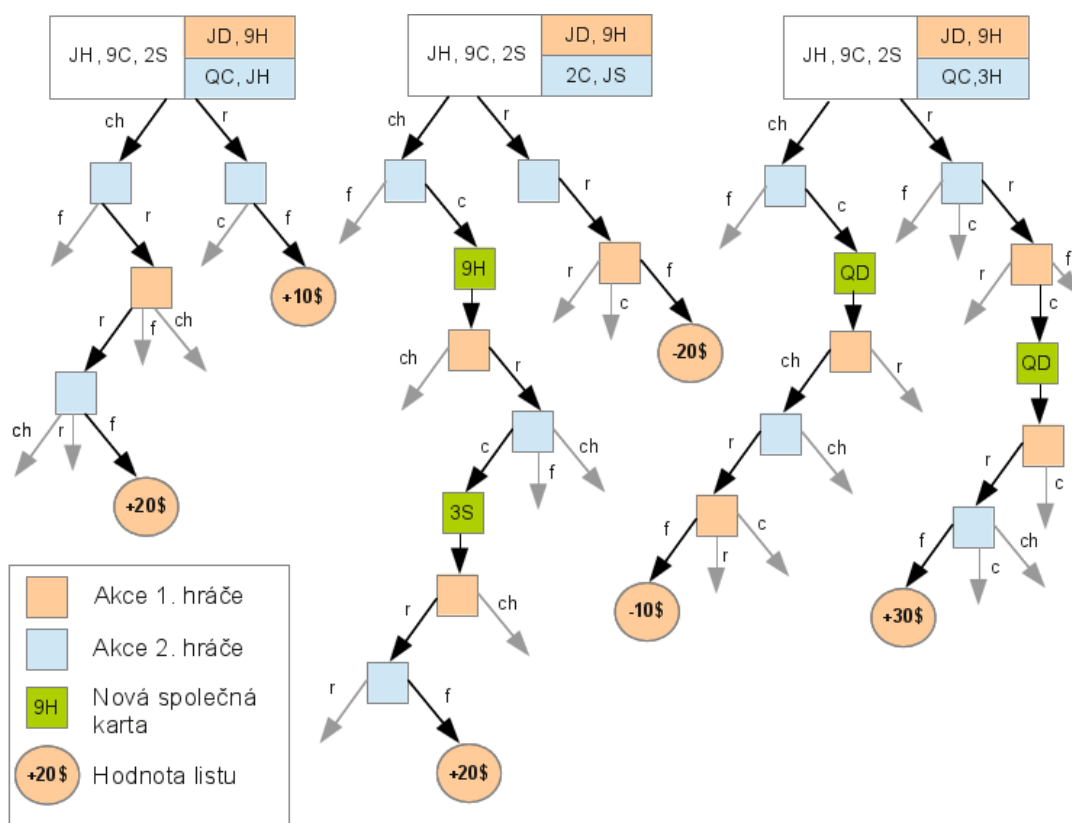 JH, 9C, 2S
JD, 9H
QC, JH
JH, 9C, 2S
JD, 9H
2C, JS
JH, 9C, 2S
JD, 9H
QC,3H
ch
r
f
r
c
f
+10$
r
f
ch
ch
r
f
+20$
ch
r
f
c
r
9H
r
c
f
-20$
ch
r
c
f
ch
3S
r
ch
r
f
+20$
ch
r
f
c
f
c
r
QD
r
c
f
ch
r
QD
r
ch
r
c
f
r
c
f
c
ch
-10$
+30$
Akce 1. hráče
Akce 2. hráče
9H
Nová společná
karta
+20$
Hodnota listu